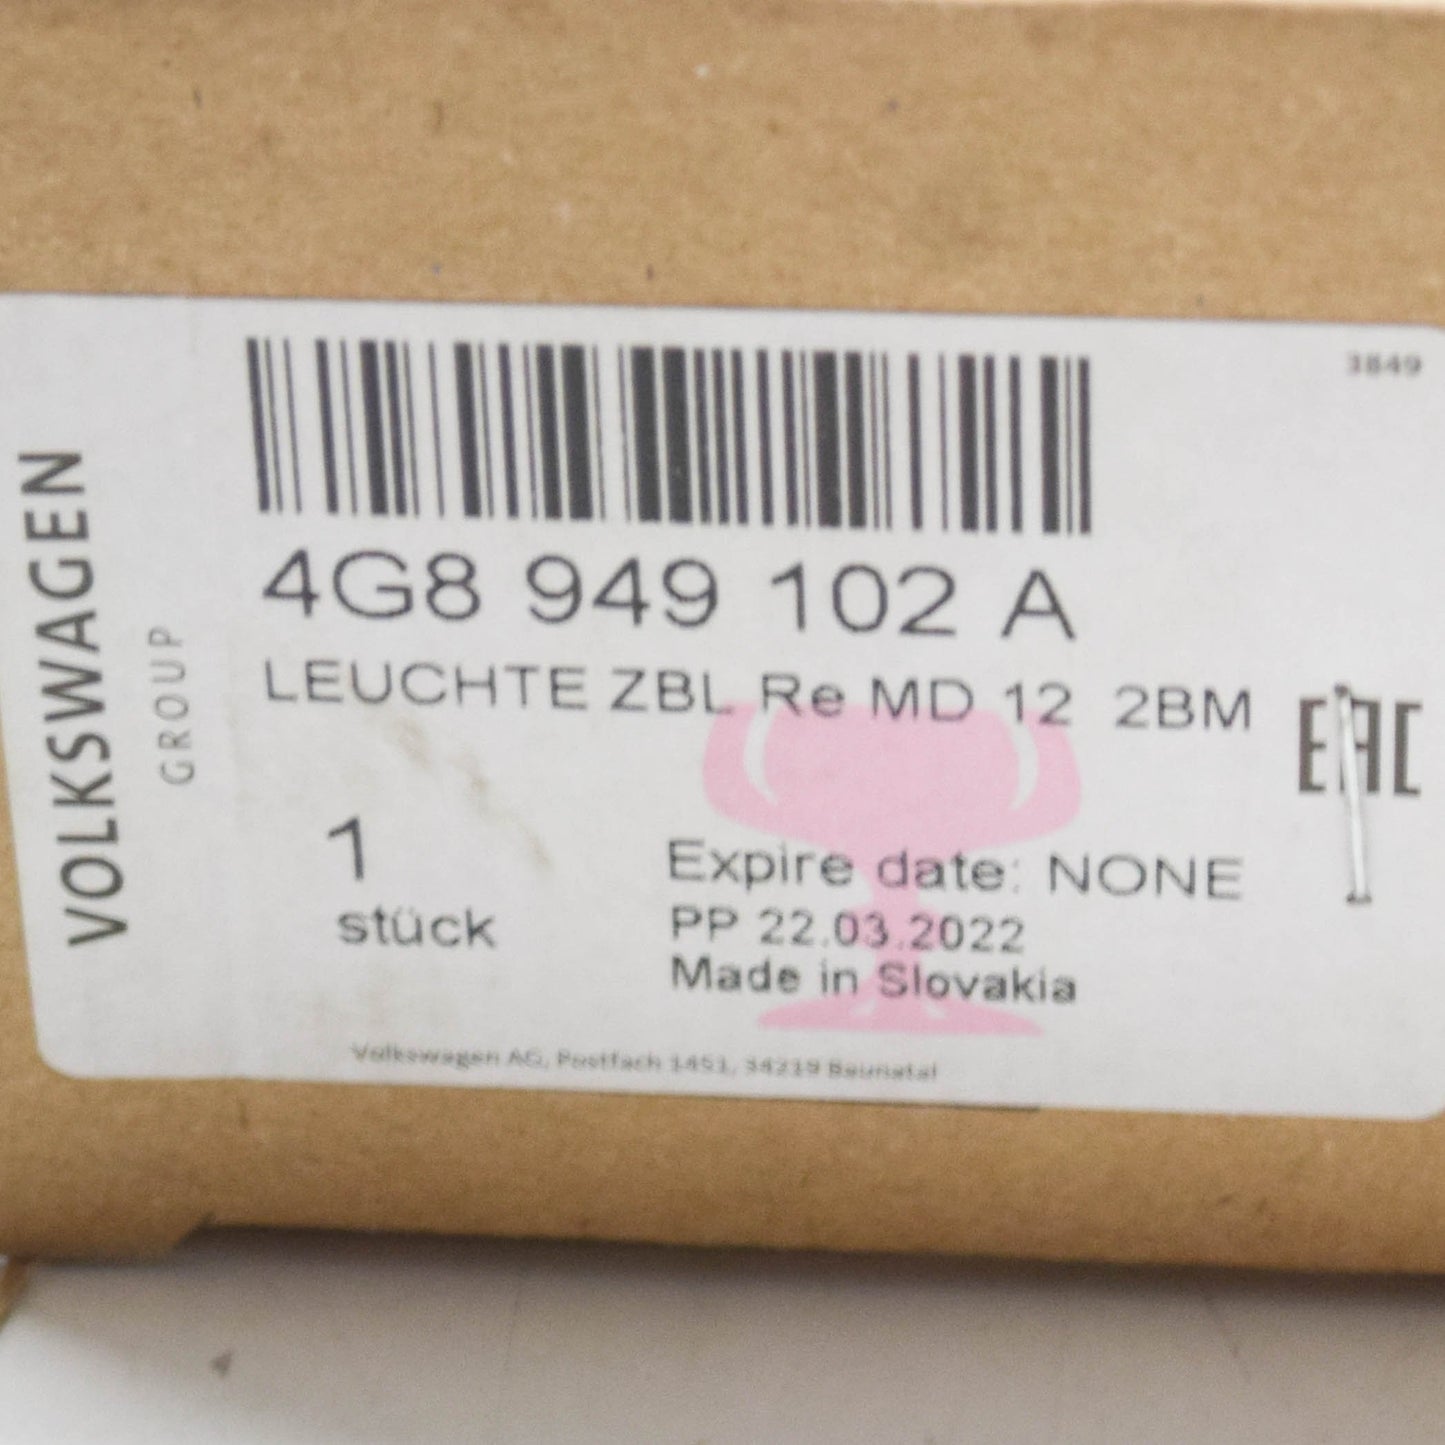 3849
VOLKSWAGEN
GROUP
4G8 949 102 A
LEUCHTE ZBL Re MD 12 2BM
EAC
1
stück
Expire date: NONE
PP 22.03.2022
Made in Slovakia
Volkswagen AG, Postfach 1451, 34219 Baunatal